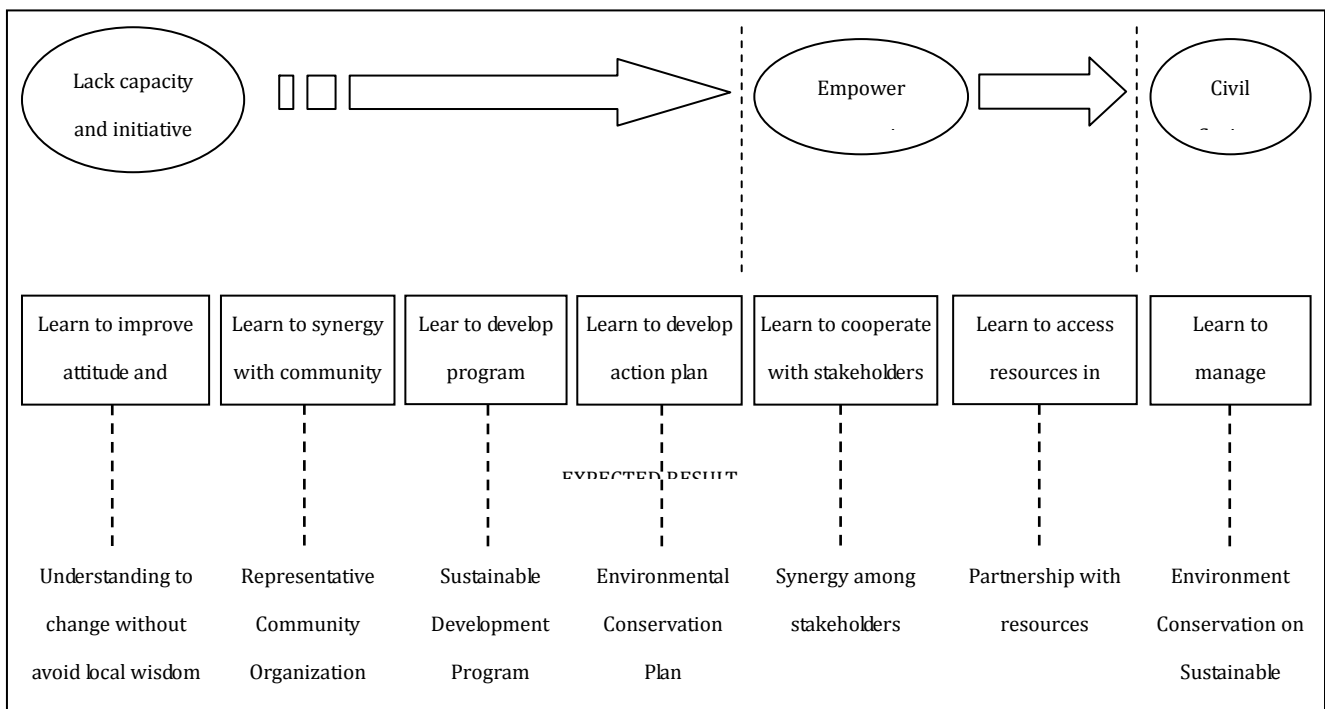 Lack capacity
and initiative
Empower
Civil
Learn to improve
attitude and
Learn to synergy
with community
Lear to develop
program
Learn to develop
action plan
Learn to cooperate
with stakeholders
Learn to access
resources in
Learn to
manage
EXPECTED RESULT
Understanding to
change without
avoid local wisdom
Representative
Community
Organization
Sustainable
Development
Program
Environmental
Conservation
Plan
Synergy among
stakeholders
Partnership with
resources
Environment
Conservation on
Sustainable